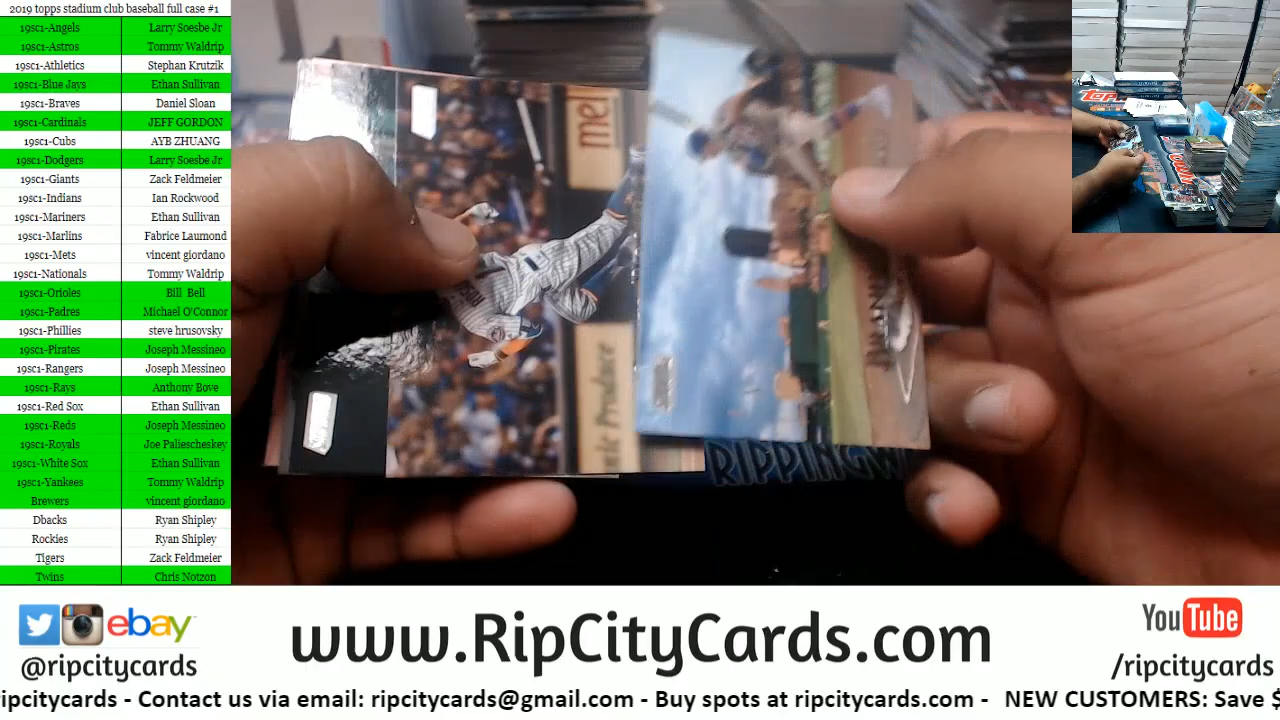 2019 topps stadium club baseball full case #1
19sc1-Angels Larry Soesbe Jr
19sc1-Astros Tommy Waldrip
19sc1-Athletics Stephan Krutzik
19sc1-Blue Jays Ethan Sullivan
19sc1-Braves Daniel Sloan
19sc1-Cardinals JEFF GORDON
19sc1-Cubs AYB ZHUANG
19sc1-Dodgers Larry Soesbe Jr
19sc1-Giants Zack Feldmeier
19sc1-Indians Ian Rockwood
19sc1-Mariners Ethan Sullivan
19sc1-Marlins Fabrice Laumond
19sc1-Mets vincent giordano
19sc1-Nationals Tommy Waldrip
19sc1-Orioles Bill Bell
19sc1-Padres Michael O'Connor
19sc1-Phillies steve hrusovsky
19sc1-Pirates Joseph Messineo
19sc1-Rangers Joseph Messineo
19sc1-Rays Anthony Bove
19sc1-Red Sox Ethan Sullivan
19sc1-Reds Joseph Messineo
19sc1-Royals Joe Paliescheskey
19sc1-White Sox Ethan Sullivan
19sc1-Yankees Tommy Waldrip
Brewers vincent giordano
Dbacks Ryan Shipley
Rockies Ryan Shipley
Tigers Zack Feldmeier
Twins Chris Notzon
Produce
RIPPINGW
ebay
@ripcitycards
www.RipCityCards.com
YouTube
/ripcitycards
ripcitycards - Contact us via email: ripcitycards@gmail.com - Buy spots at ripcitycards.com - NEW CUSTOMERS: Save $